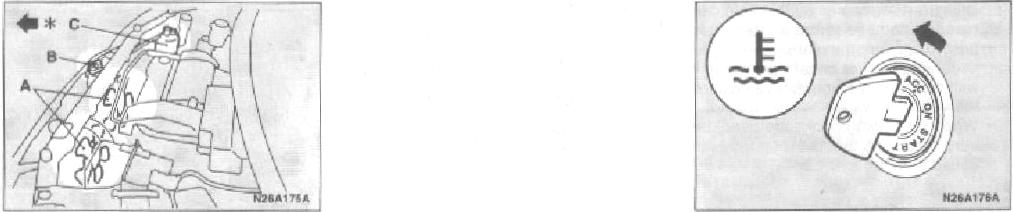 * C
B
A
N26A175A
ACC ON START
N26A176A